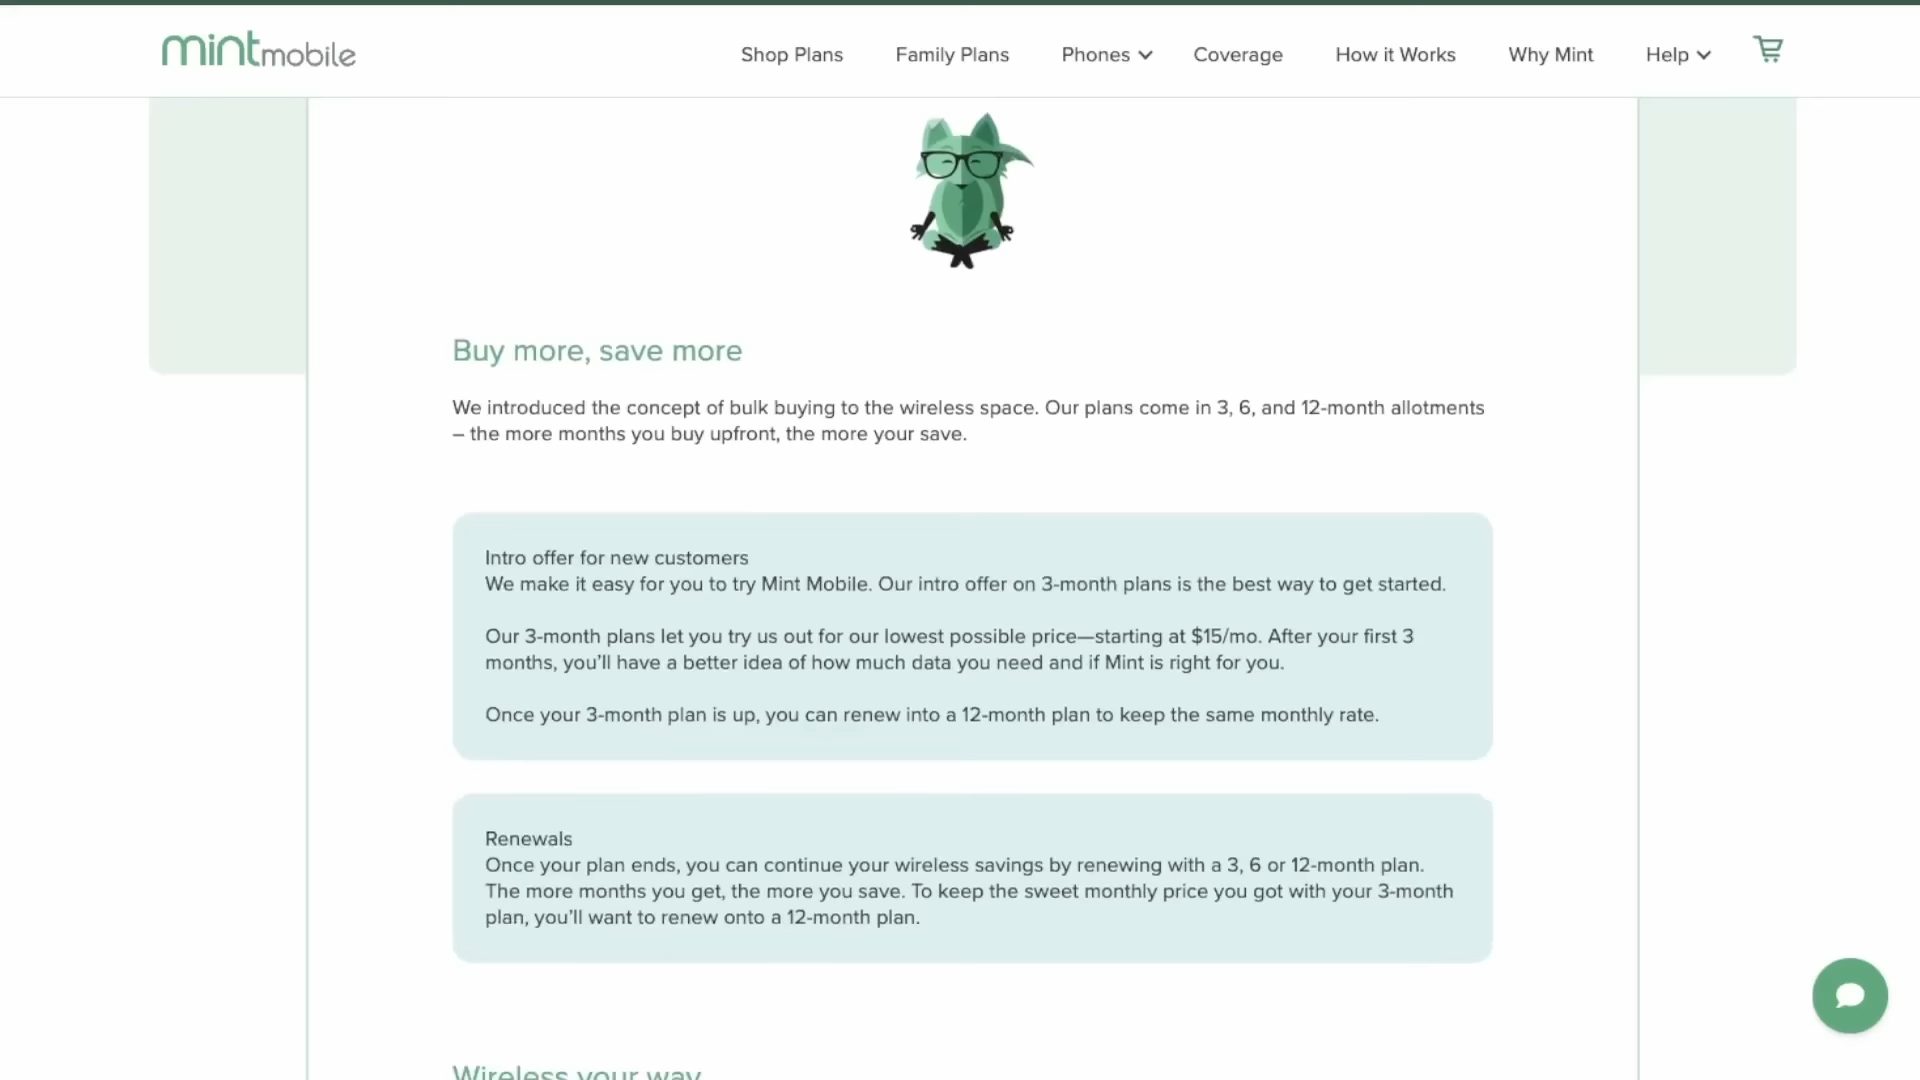 mintmobile
Shop Plans Family Plans Phones Coverage How it Works Why Mint Help
Buy more, save more
We introduced the concept of bulk buying to the wireless space. Our plans come in 3, 6, and 12-month allotments
– the more months you buy upfront, the more your save.
Intro offer for new customers
We make it easy for you to try Mint Mobile. Our intro offer on 3-month plans is the best way to get started.
Our 3-month plans let you try us out for our lowest possible price—starting at $15/mo. After your first 3
months, you’ll have a better idea of how much data you need and if Mint is right for you.
Once your 3-month plan is up, you can renew into a 12-month plan to keep the same monthly rate.
Renewals
Once your plan ends, you can continue your wireless savings by renewing with a 3, 6 or 12-month plan.
The more months you get, the more you save. To keep the sweet monthly price you got with your 3-month
plan, you’ll want to renew onto a 12-month plan.
Wireless your way